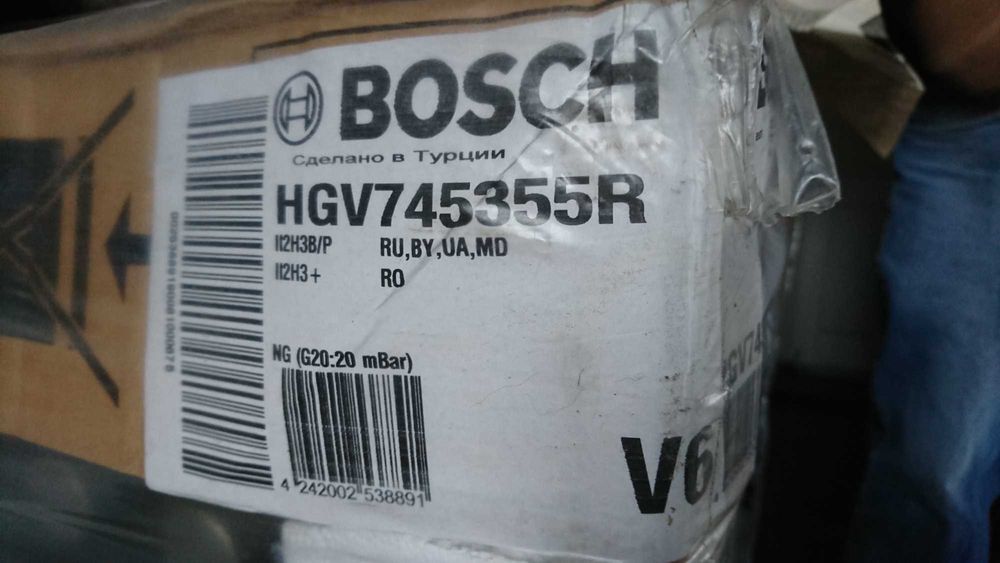 BOSCH
Сделано в Турции
HGV745355R
II2H3B/P RU,BY,UA,MD
II2H3+ RO
NG (G20:20 mBar)
4 242002 538891
V6